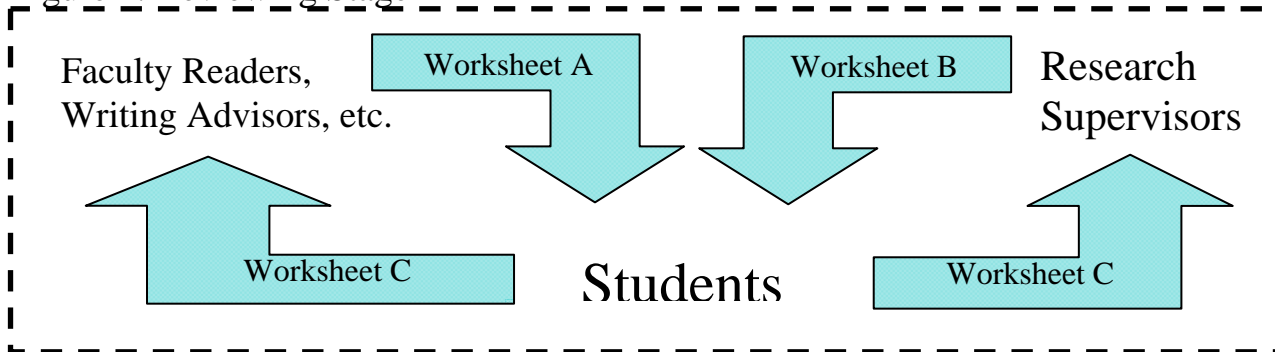 Worksheet A
Worksheet B
Faculty Readers,
Writing Advisors, etc.
Research
Supervisors
Worksheet C
Students
Worksheet C